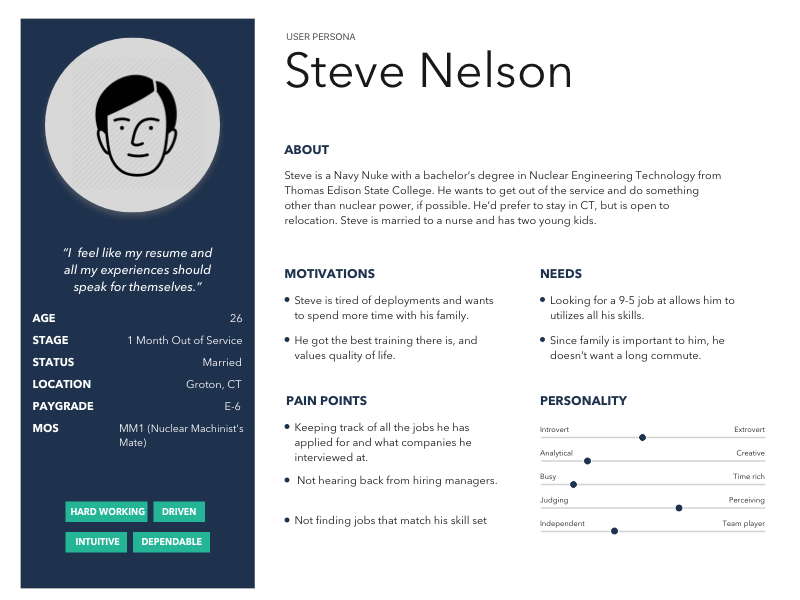 USER PERSONA
Steve Nelson
“I feel like my resume and
all my experiences should
speak for themselves.”
AGE 26
STAGE 1 Month Out of Service
STATUS Married
LOCATION Groton, CT
PAYGRADE E-6
MOS MM1 (Nuclear Machinist's
Mate)
HARD WORKING DRIVEN
INTUITIVE DEPENDABLE
ABOUT
Steve is a Navy Nuke with a bachelor’s degree in Nuclear Engineering Technology from
Thomas Edison State College. He wants to get out of the service and do something
other than nuclear power, if possible. He’d prefer to stay in CT, but is open to
relocation. Steve is married to a nurse and has two young kids.
MOTIVATIONS
• Steve is tired of deployments and wants
to spend more time with his family.
• He got the best training there is, and
values quality of life.
NEEDS
• Looking for a 9-5 job at allows him to
utilizes all his skills.
• Since family is important to him, he
doesn’t want a long commute.
PAIN POINTS
• Keeping track of all the jobs he has
applied for and what companies he
interviewed at.
• Not hearing back from hiring managers.
• Not finding jobs that match his skill set
PERSONALITY
Introvert Extrovert
Analytical Creative
Busy Time rich
Judging Perceiving
Independent Team player